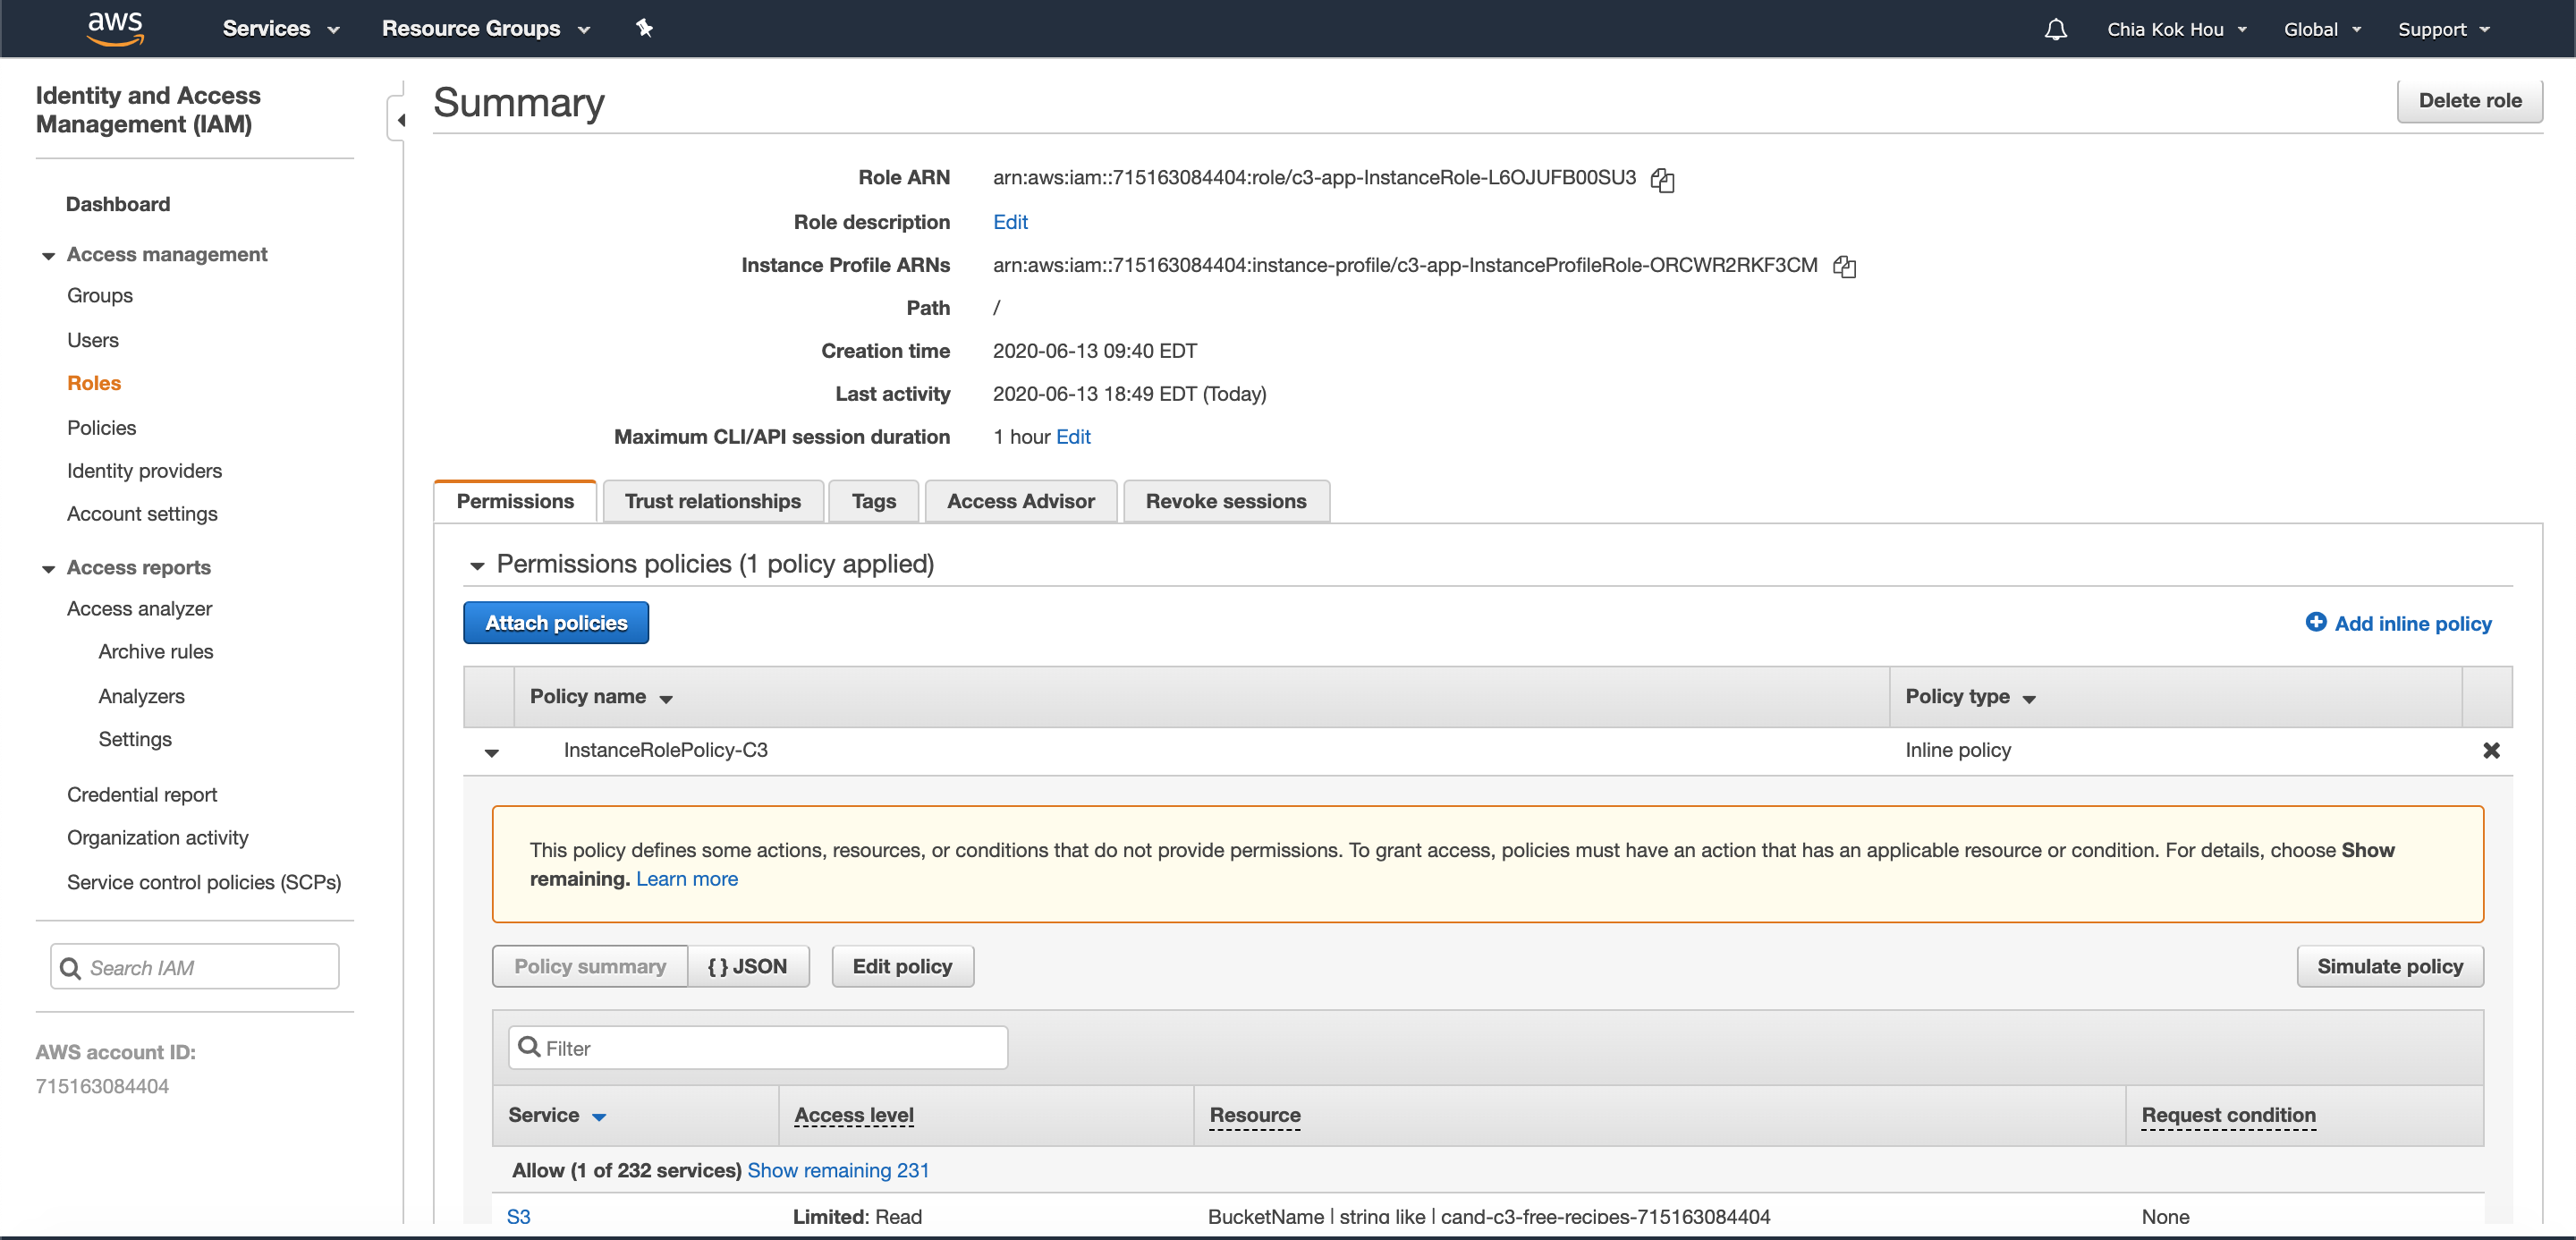 aws Services Resource Groups Chia Kok Hou Global Support
Identity and Access
Management (IAM)
Dashboard
Access management
Groups
Users
Roles
Policies
Identity providers
Account settings
Access reports
Access analyzer
Archive rules
Analyzers
Settings
Credential report
Organization activity
Service control policies (SCPs)
Search IAM
AWS account ID:
715163084404
Summary
Delete role
Role ARN arn:aws:iam::715163084404:role/c3-app-InstanceRole-L6OJUFB00SU3
Role description Edit
Instance Profile ARNs arn:aws:iam::715163084404:instance-profile/c3-app-InstanceProfileRole-ORCWR2RKF3CM
Path /
Creation time 2020-06-13 09:40 EDT
Last activity 2020-06-13 18:49 EDT (Today)
Maximum CLI/API session duration 1 hour Edit
Permissions Trust relationships Tags Access Advisor Revoke sessions
Permissions policies (1 policy applied)
Attach policies Add inline policy
Policy name Policy type
InstanceRolePolicy-C3 Inline policy
This policy defines some actions, resources, or conditions that do not provide permissions. To grant access, policies must have an action that has an applicable resource or condition. For details, choose Show
remaining. Learn more
Policy summary { } JSON Edit policy Simulate policy
Filter
Service Access level Resource Request condition
Allow (1 of 232 services) Show remaining 231
S3 Limited: Read BucketName | string like | cand-c3-free-recipes-715163084404 None